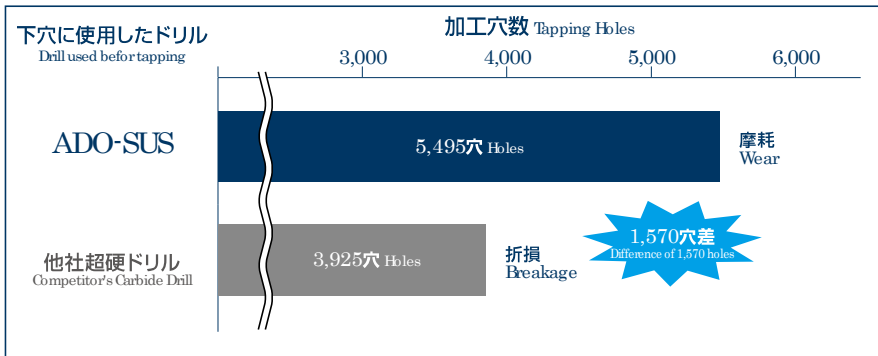 下穴に使用したドリル
Drill used befor tapping
加工穴数 Tapping Holes
3,000
4,000
5,000
6,000
ADO-SUS
5,495穴 Holes
摩耗
Wear
他社超硬ドリル
Competitor's Carbide Drill
3,925穴 Holes
折損
Breakage
1,570穴差
Difference of 1,570 holes